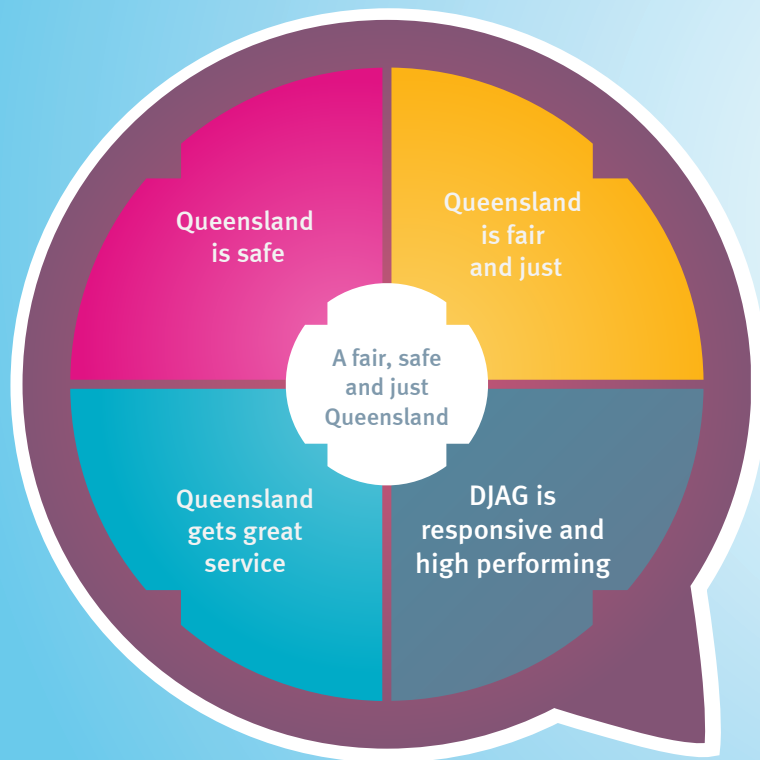 Queensland
is safe
Queensland
is fair
and just
A fair, safe
and just
Queensland
Queensland
gets great
service
DJAG is
responsive and
high performing